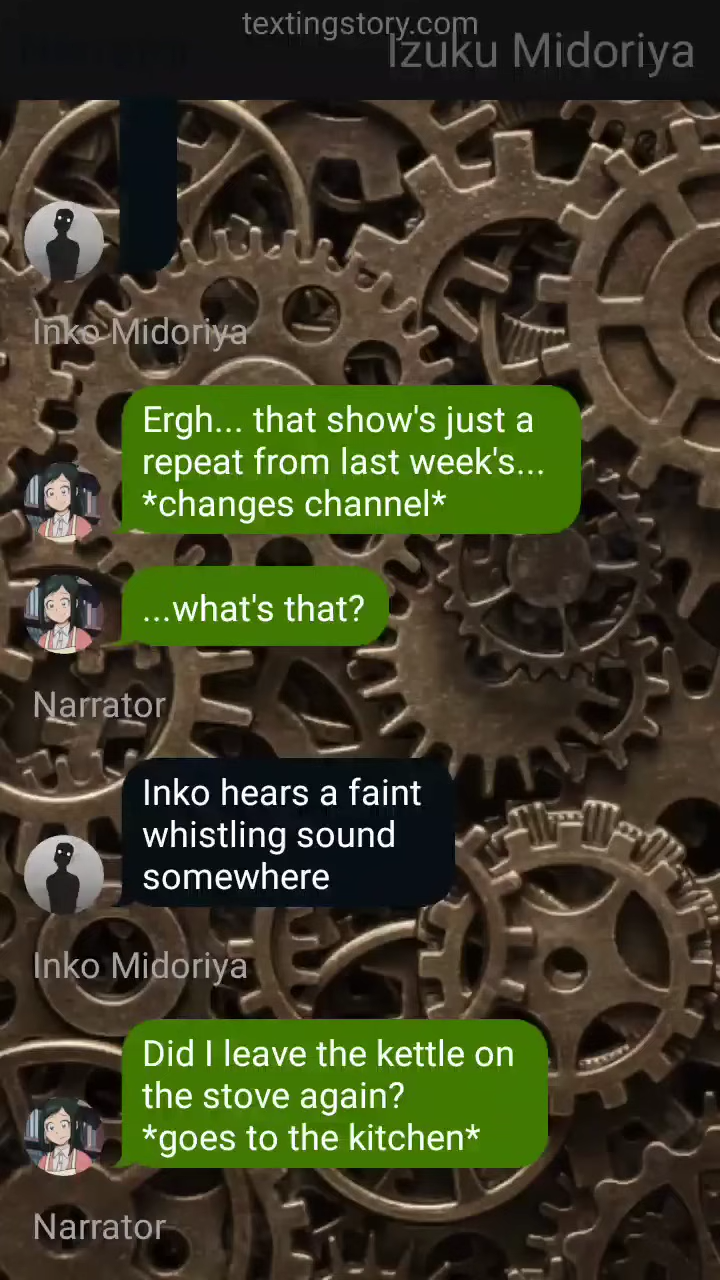 textingstory.com
Izuku Midoriya
Inko Midoriya
Ergh... that show's just a
repeat from last week's...
*changes channel*
...what's that?
Narrator
Inko hears a faint
whistling sound
somewhere
Inko Midoriya
Did I leave the kettle on
the stove again?
*goes to the kitchen*
Narrator